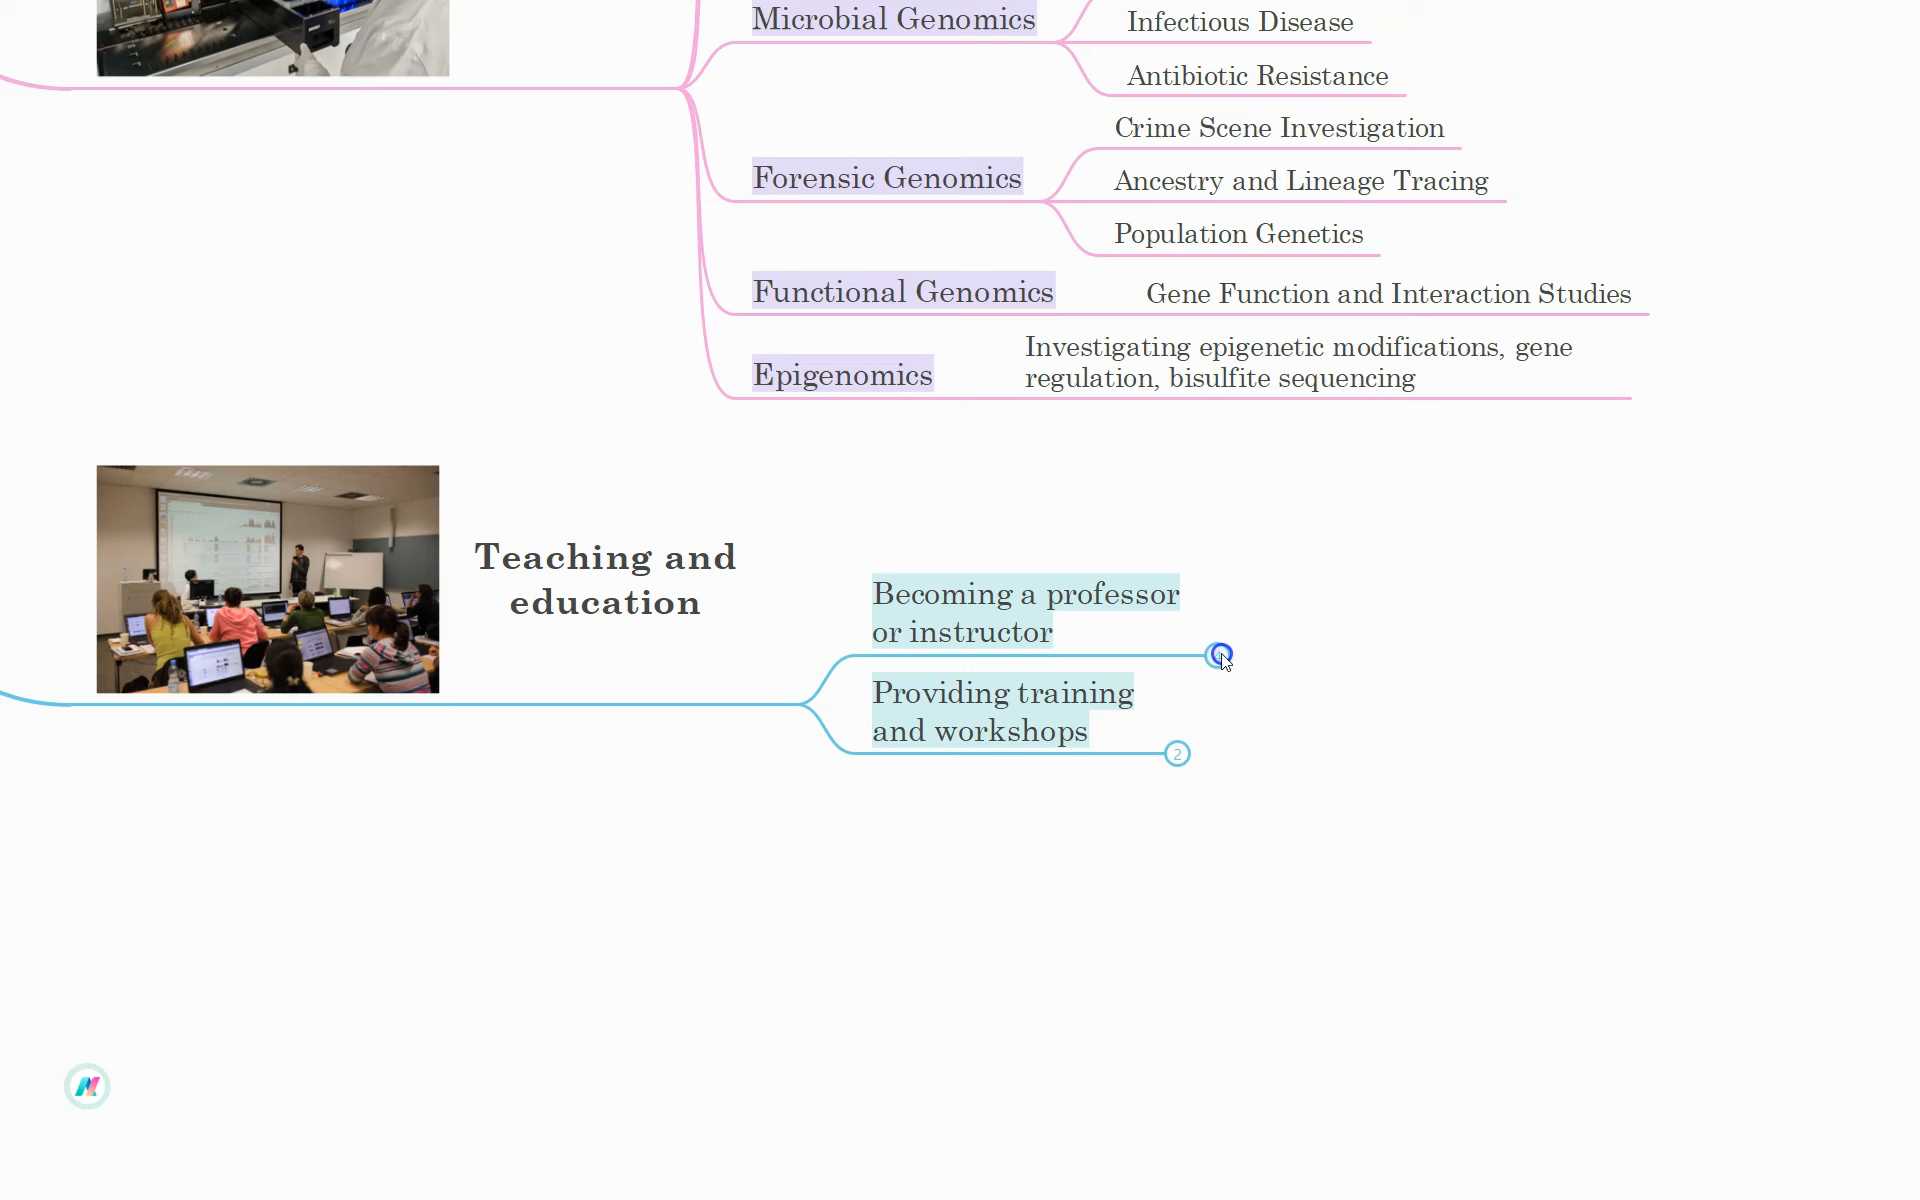 Microbial Genomics
Infectious Disease
Antibiotic Resistance
Forensic Genomics
Crime Scene Investigation
Ancestry and Lineage Tracing
Population Genetics
Functional Genomics
Gene Function and Interaction Studies
Epigenomics
Investigating epigenetic modifications, gene
regulation, bisulfite sequencing
Teaching and
education
Becoming a professor
or instructor
Providing training
and workshops
2